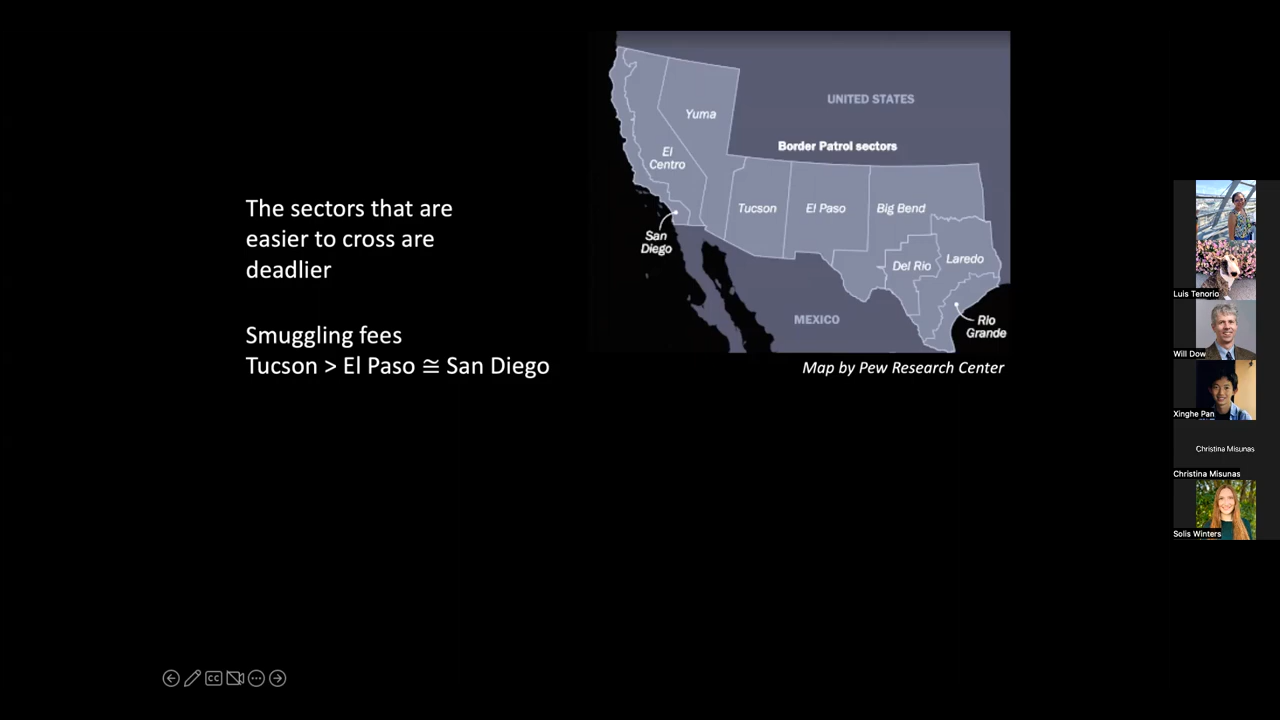 The sectors that are
easier to cross are
deadlier
Smuggling fees
Tucson > El Paso ≅ San Diego
UNITED STATES
Yuma
Border Patrol sectors
El
Centro
Tucson
El Paso
Big Bend
San
Diego
Del Rio
Laredo
MEXICO
Rio
Grande
Map by Pew Research Center
Luis Tenorio
Will Dow
Xinghe Pan
Christina Misunas
Christina Misunas
Solis Winters
CC